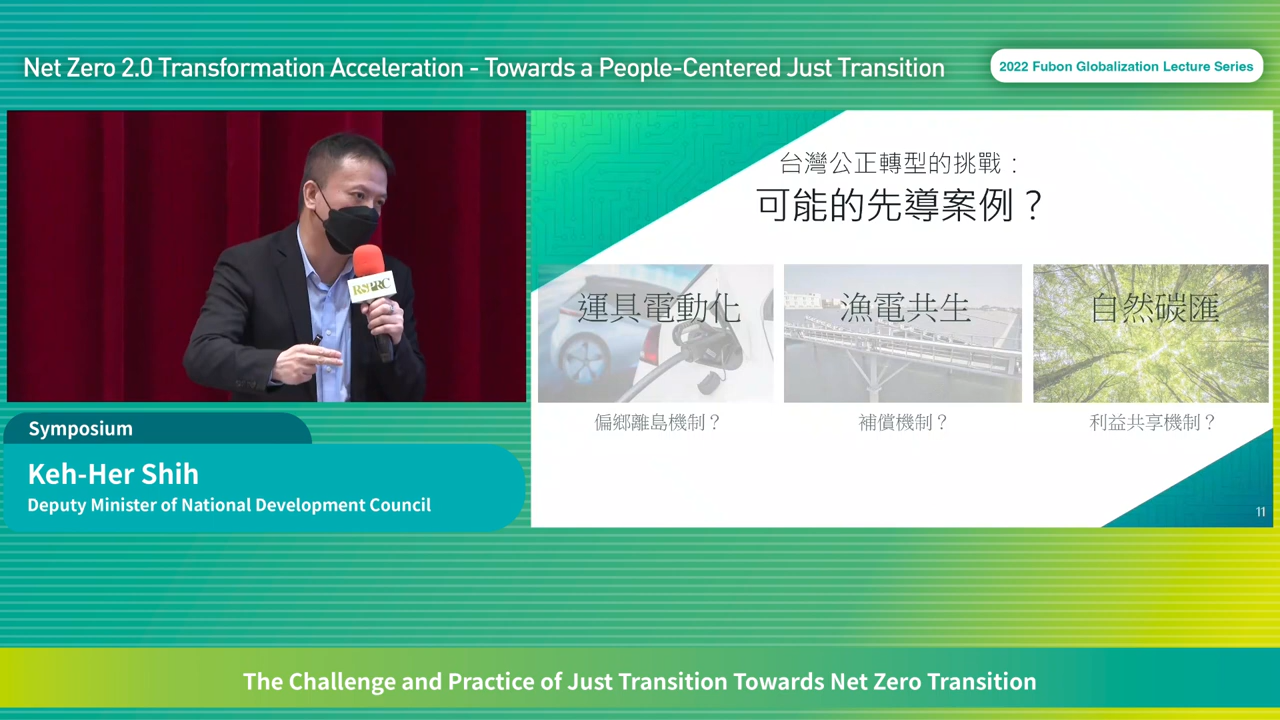 Net Zero 2.0 Transformation Acceleration - Towards a People-Centered Just Transition
2022 Fubon Globalization Lecture Series
台灣公正轉型的挑戰：
可能的先導案例？
運具電動化
漁電共生
自然碳匯
偏鄉離島機制？
補償機制？
利益共享機制？
11
RSPRC
Symposium
Keh-Her Shih
Deputy Minister of National Development Council
The Challenge and Practice of Just Transition Towards Net Zero Transition